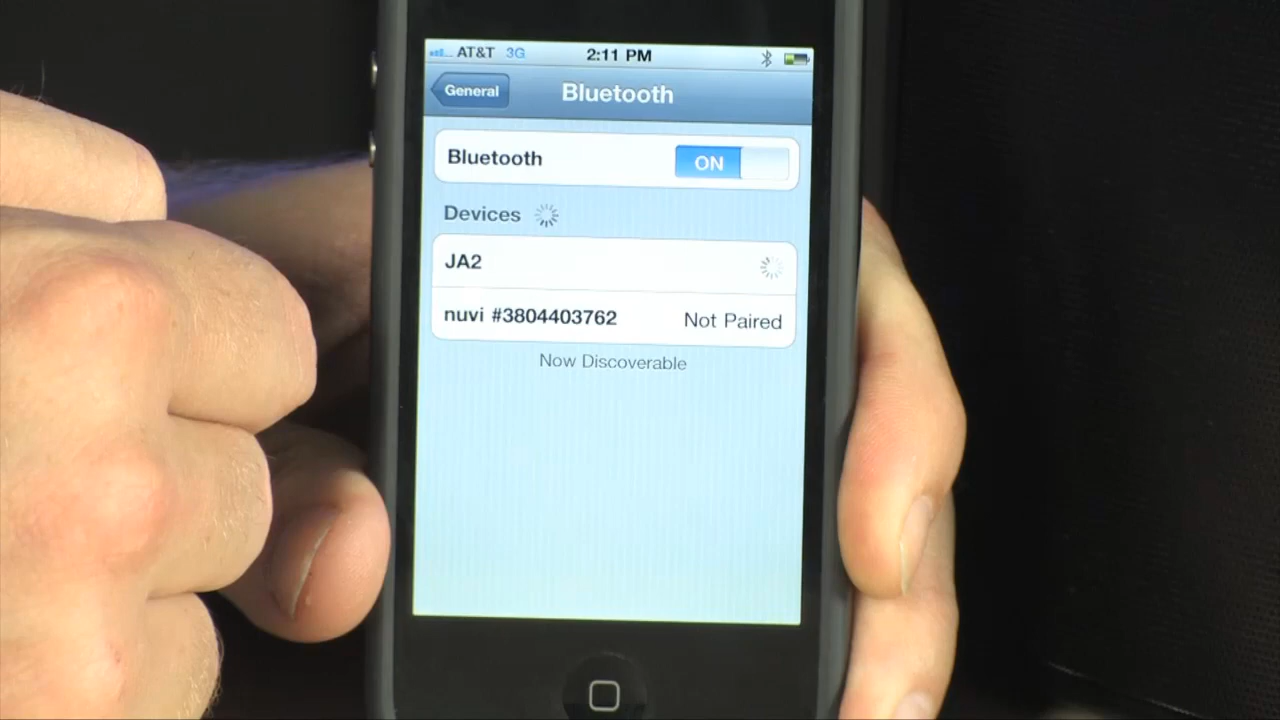 AT&T 3G 2:11 PM
General Bluetooth
Bluetooth ON
Devices
JA2
nuvi #3804403762 Not Paired
Now Discoverable